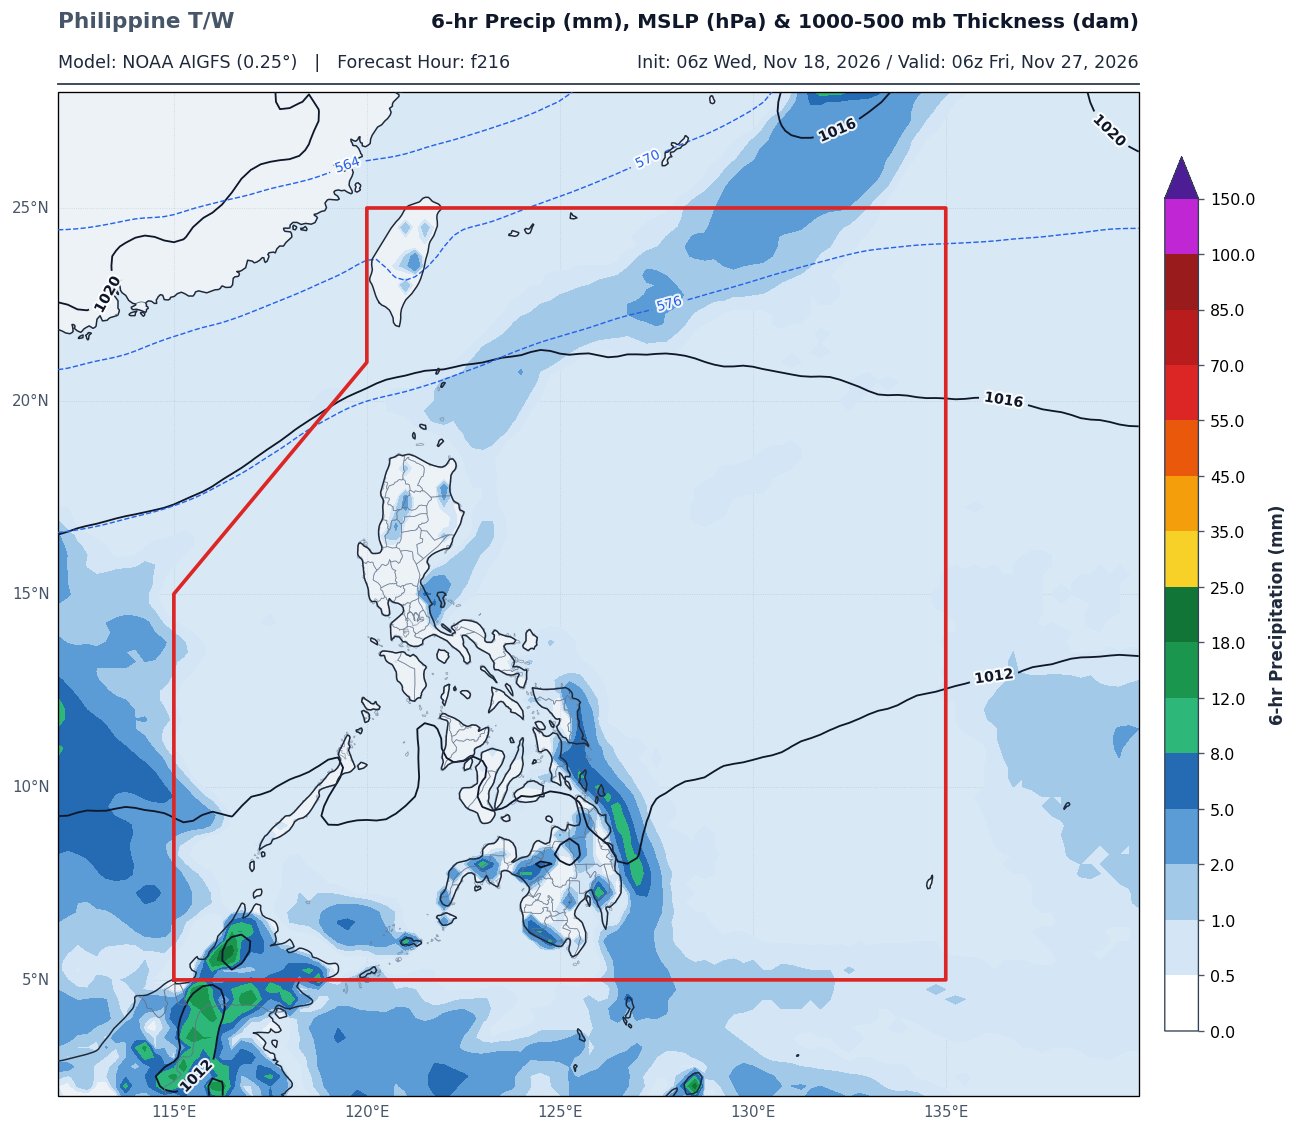 Philippine T/W
6-hr Precip (mm), MSLP (hPa) & 1000-500 mb Thickness (dam)
Model: NOAA AIGFS (0.25°) | Forecast Hour: f216
Init: 06z Wed, Nov 18, 2026 / Valid: 06z Fri, Nov 27, 2026
1016
1020
564
570
25°N
1020
576
20°N
1016
15°N
1012
10°N
5°N
1012
115°E
120°E
125°E
130°E
135°E
150.0
100.0
85.0
70.0
55.0
45.0
35.0
25.0
18.0
12.0
8.0
5.0
2.0
1.0
0.5
0.0
6-hr Precipitation (mm)